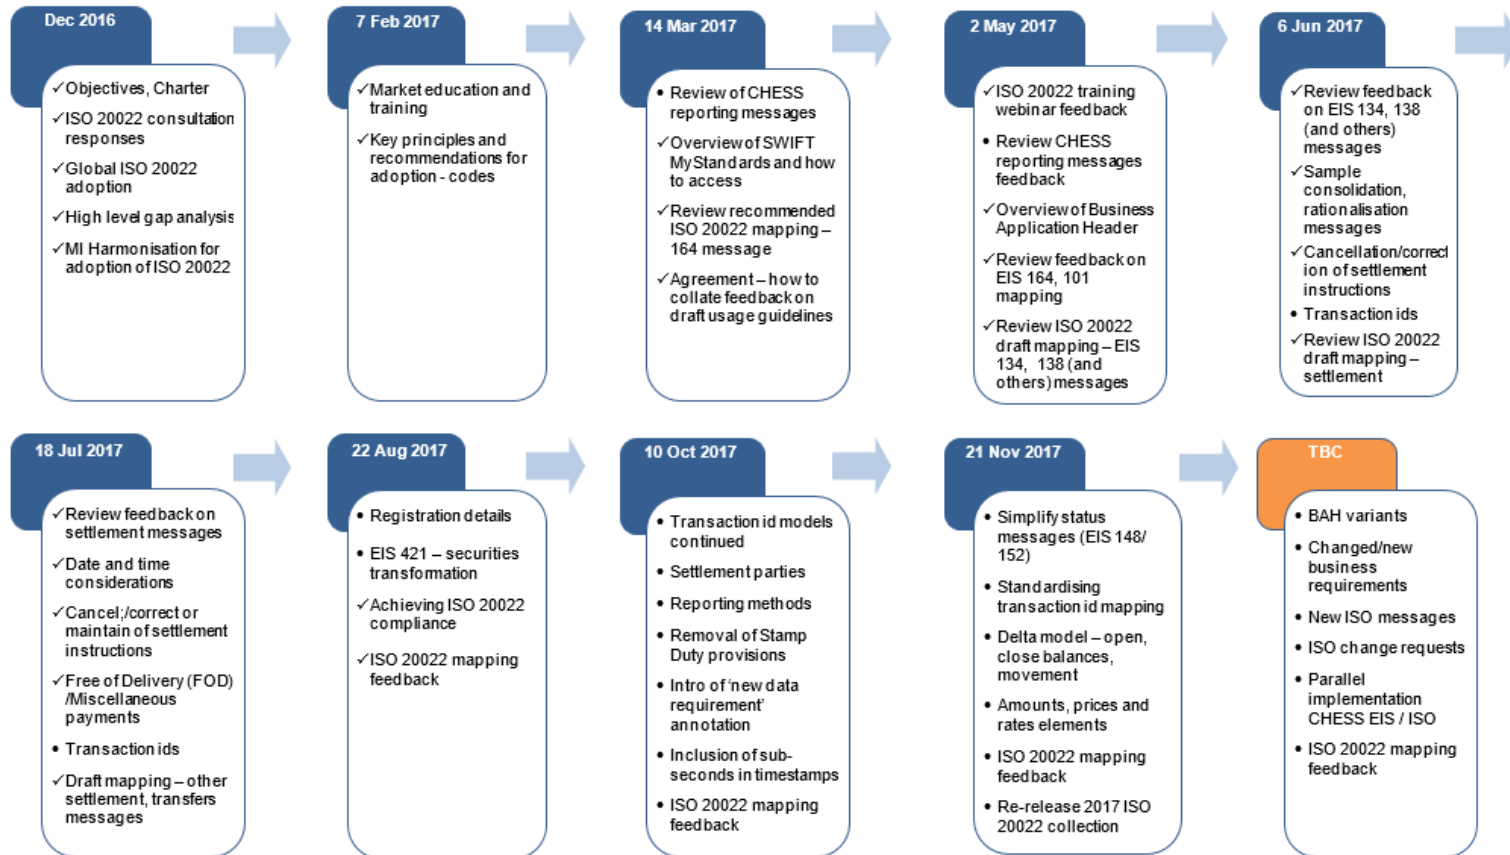 Dec 2016
✓Objectives, Charter
✓ISO 20022 consultation
responses
✓Global ISO 20022
adoption
✓High level gap analysis
✓MI Harmonisation for
adoption of ISO 20022
7 Feb 2017
✓Market education and
training
✓Key principles and
recommendations for
adoption - codes
14 Mar 2017
• Review of CHESS
reporting messages
✓Overview of SWIFT
MyStandards and how
to access
✓Review recommended
ISO 20022 mapping –
164 message
✓Agreement – how to
collate feedback on
draft usage guidelines
2 May 2017
✓ISO 20022 training
webinar feedback
• Review CHESS
reporting messages
feedback
✓Overview of Business
Application Header
✓Review feedback on
EIS 164, 101
mapping
✓Review ISO 20022
draft mapping – EIS
134, 138 (and
others) messages
6 Jun 2017
✓Review feedback
on EIS 134, 138
(and others)
messages
✓Sample
consolidation,
rationalisation
messages
✓Cancellation/correct
ion of settlement
instructions
• Transaction ids
✓Review ISO 20022
draft mapping –
settlement
18 Jul 2017
✓Review feedback on
settlement messages
✓Date and time
considerations
✓Cancel;/correct or
maintain of settlement
instructions
✓Free of Delivery (FOD)
/Miscellaneous
payments
• Transaction ids
✓Draft mapping – other
settlement, transfers
messages
22 Aug 2017
• Registration details
• EIS 421 – securities
transformation
✓Achieving ISO 20022
compliance
✓ISO 20022 mapping
feedback
10 Oct 2017
• Transaction id models
continued
• Settlement parties
• Reporting methods
• Removal of Stamp
Duty provisions
• Intro of ‘new data
requirement’
annotation
• Inclusion of sub-
seconds in timestamps
• ISO 20022 mapping
feedback
21 Nov 2017
• Simplify status
messages (EIS 148/
152)
• Standardising
transaction id mapping
• Delta model – open,
close balances,
movement
• Amounts, prices and
rates elements
• ISO 20022 mapping
feedback
• Re-release 2017 ISO
20022 collection
TBC
• BAH variants
• Changed/new
business
requirements
• New ISO messages
• ISO change requests
• Parallel
implementation
CHESS EIS / ISO
• ISO 20022 mapping
feedback